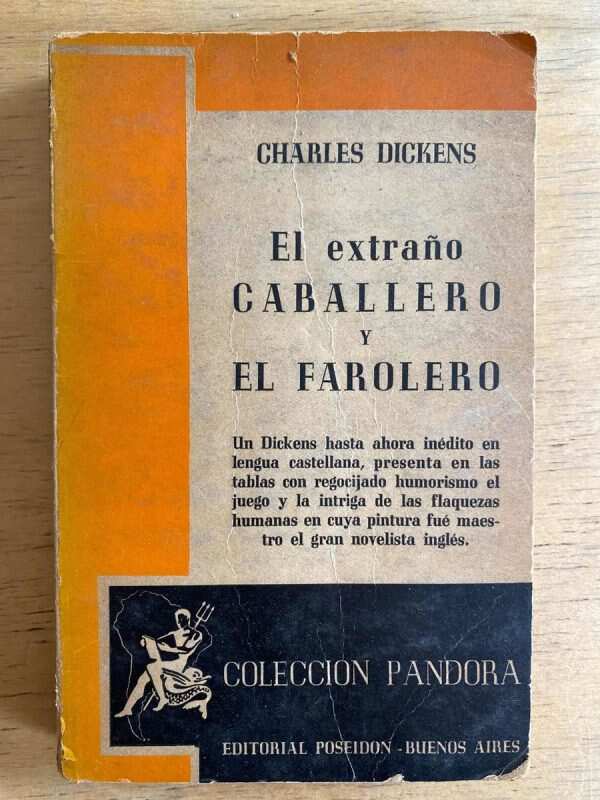 CHARLES DICKENS
El extraño
CABALLERO
Y
EL FAROLERO
Un Dickens hasta ahora inédito en
lengua castellana, presenta en las
tablas con regocijado humorismo el
juego y la intriga de las flaquezas
humanas en cuya pintura fué maes-
tro el gran novelista inglés.
COLECCION PANDORA
EDITORIAL POSEIDON - BUENOS AIRES